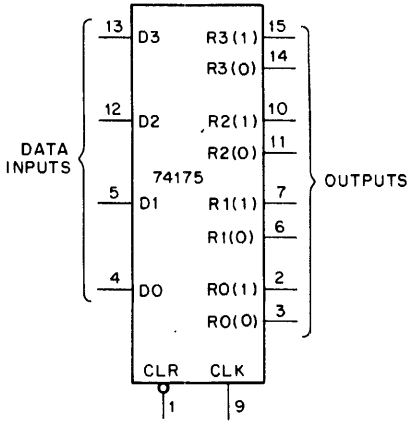 13 D3 R3(1) 15
R3(0) 14
12 D2 R2(1) 10
R2(0) 11
DATA
INPUTS
74175
OUTPUTS
5 D1 R1(1) 7
R1(0) 6
4 D0 R0(1) 2
R0(0) 3
CLR CLK
1 9